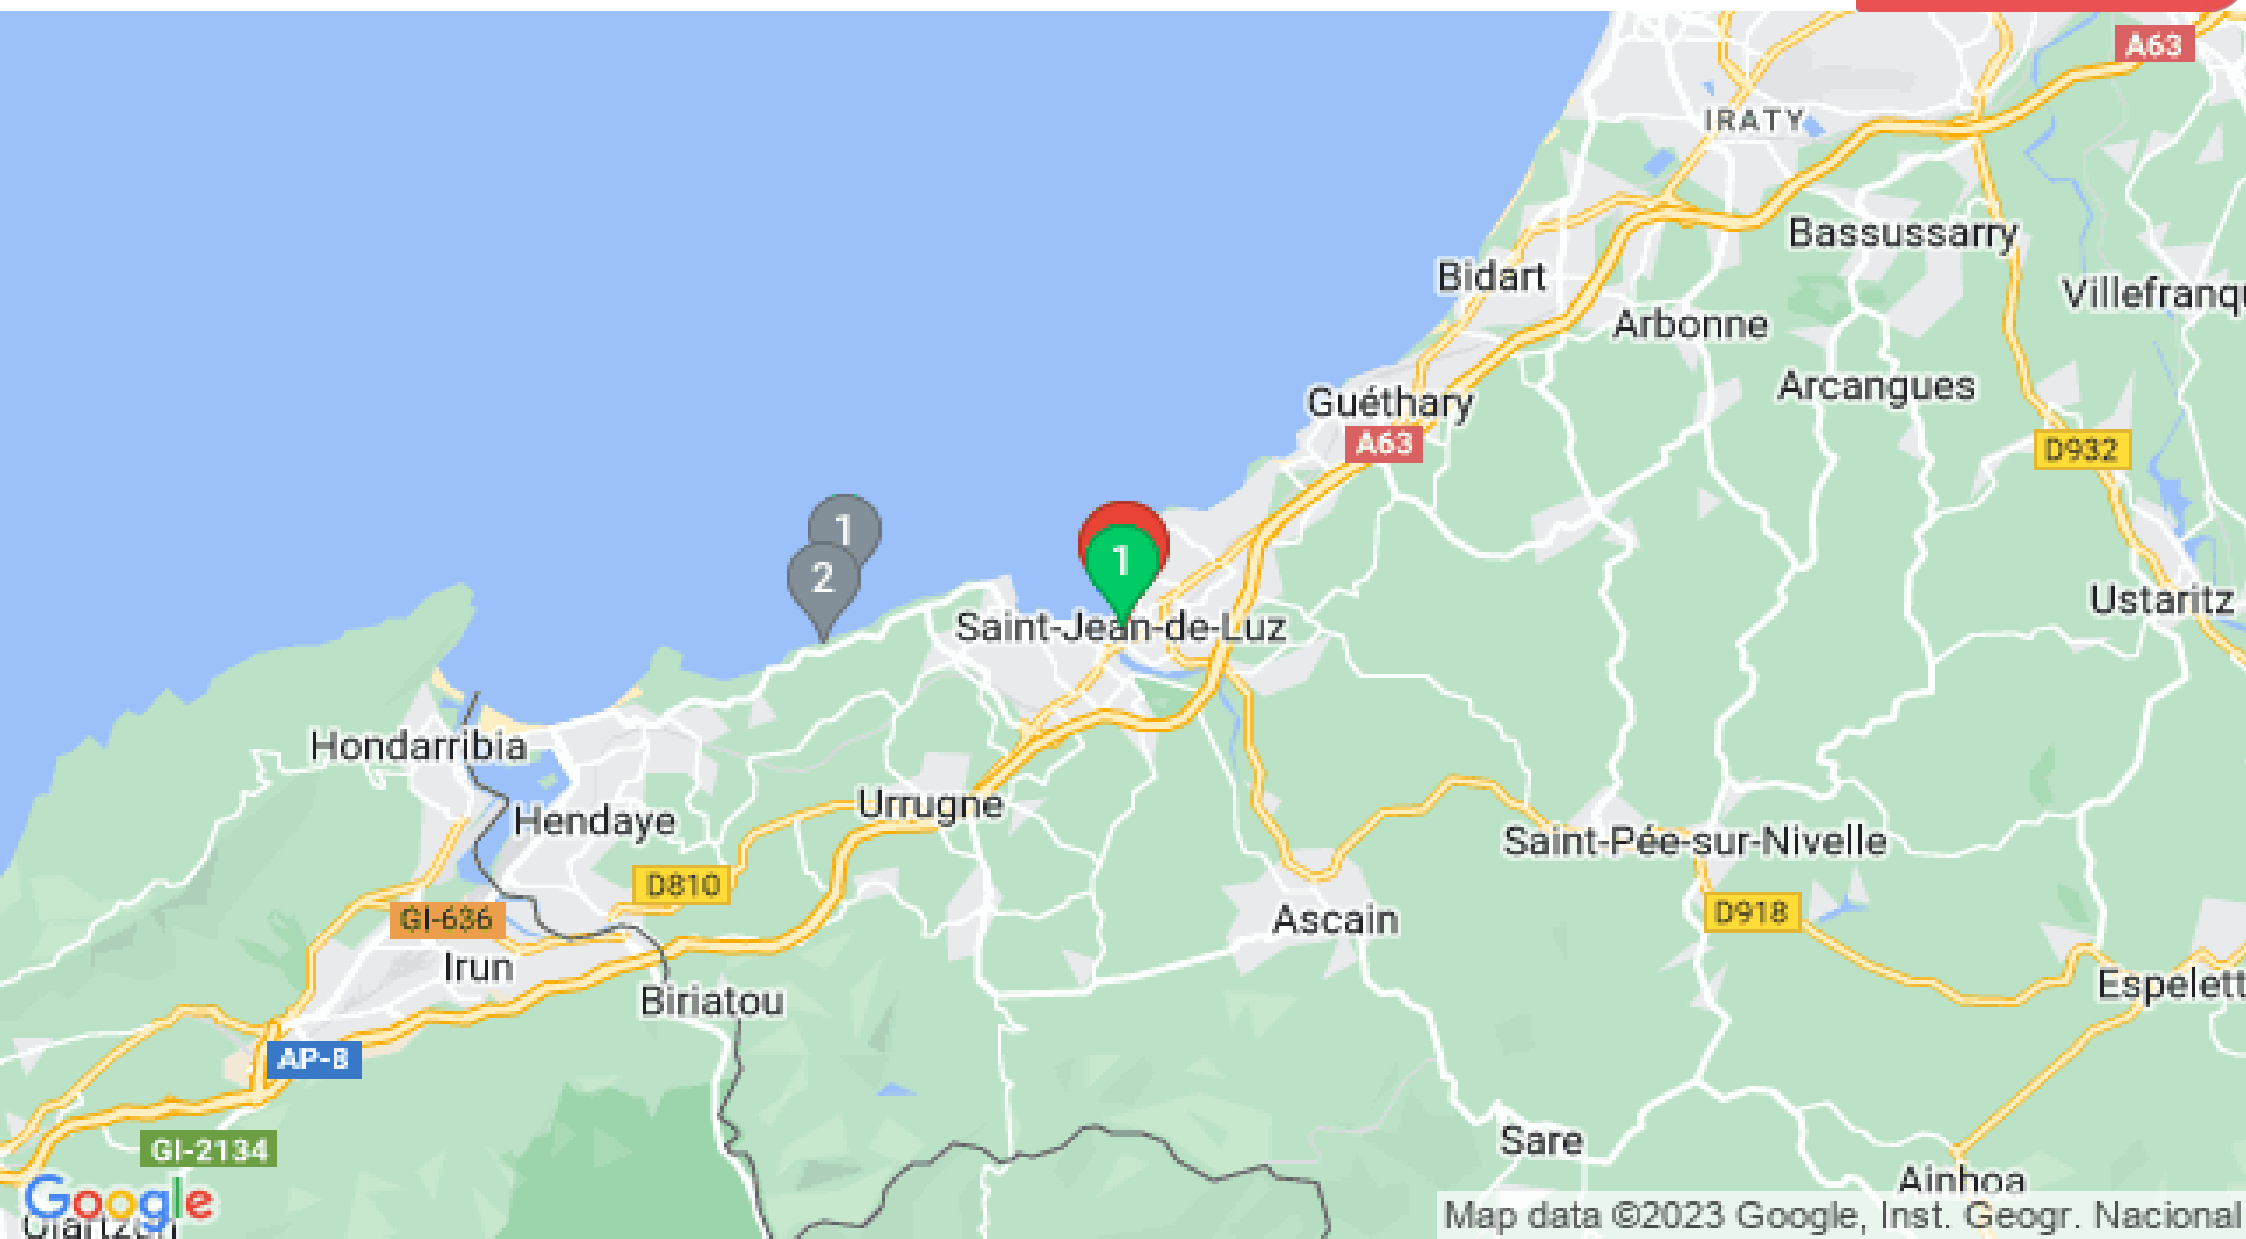 A63
IRATY
Bassussarry
Bidart
Villefranqu
Arbonne
Arcangues
Guéthary
A63
D932
1
2
1
Ustaritz
Saint-Jean-de-Luz
Hondarribia
Urrugne
Hendaye
Saint-Pée-sur-Nivelle
D810
D918
GI-636
Ascain
Irun
Espelett
Biriatou
AP-8
Sare
GI-2134
Ainhoa
Google
Map data ©2023 Google, Inst. Geogr. Nacional